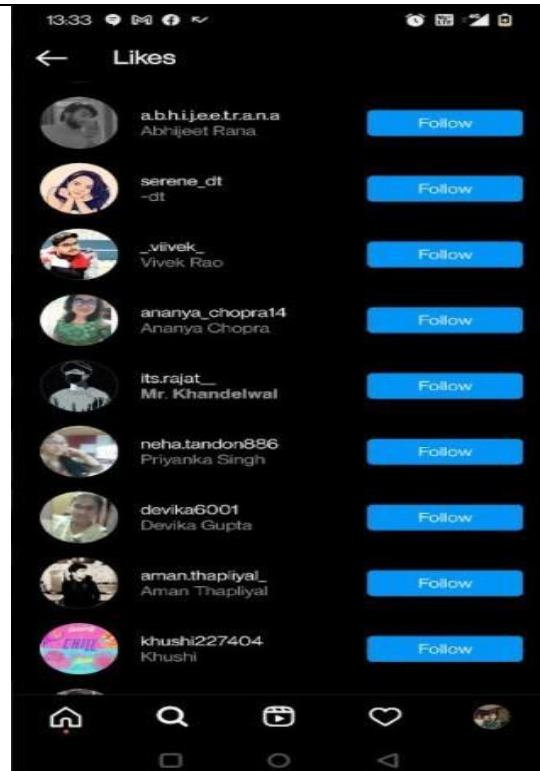 13:33
Likes
a.b.h.i.j.e.e.t.r.a.n.a
Abhijeet Rana
Follow
serene_dt
-dt
Follow
_.viivek_
Vivek Rao
Follow
ananya_chopra14
Ananya Chopra
Follow
its.rajat__
Mr. Khandelwal
Follow
neha.tandon886
Priyanka Singh
Follow
devika6001
Devika Gupta
Follow
aman.thapliyal_
Aman Thapliyal
Follow
CHILL
khushi227404
Khushi
Follow